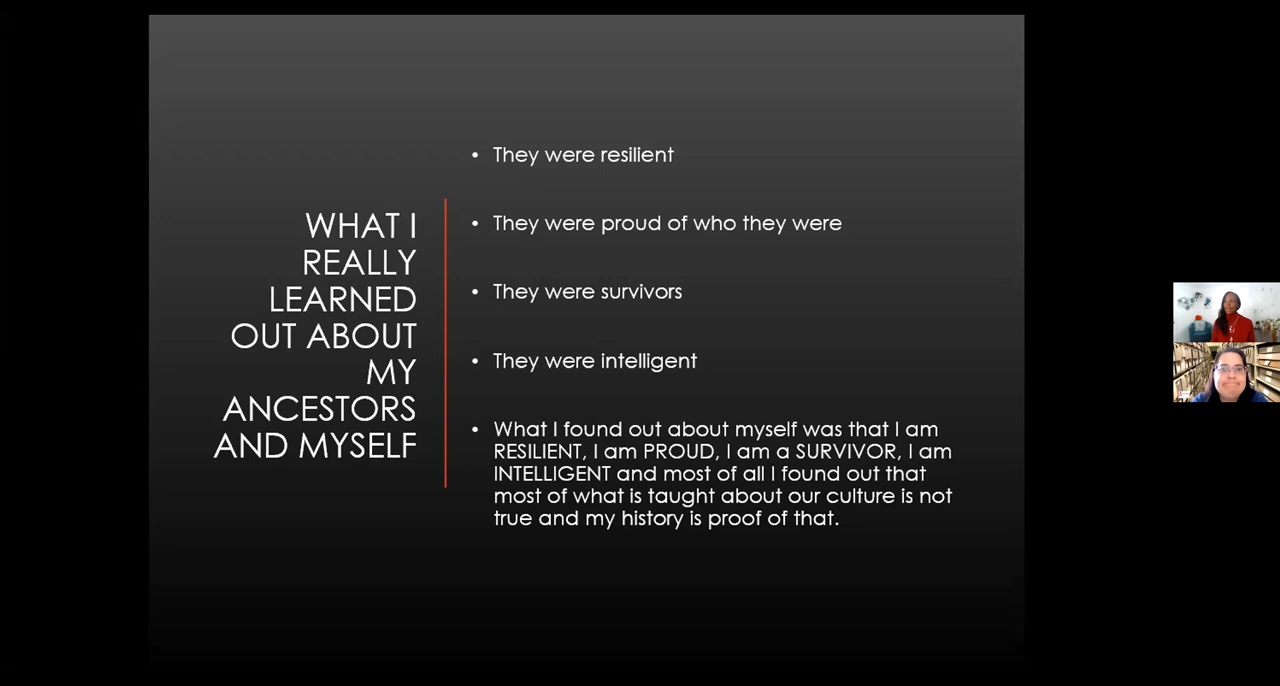 WHAT I
REALLY
LEARNED
OUT ABOUT
MY
ANCESTORS
AND MYSELF
• They were resilient
• They were proud of who they were
• They were survivors
• They were intelligent
• What I found out about myself was that I am
RESILIENT, I am PROUD, I am a SURVIVOR, I am
INTELLIGENT and most of all I found out that
most of what is taught about our culture is not
true and my history is proof of that.